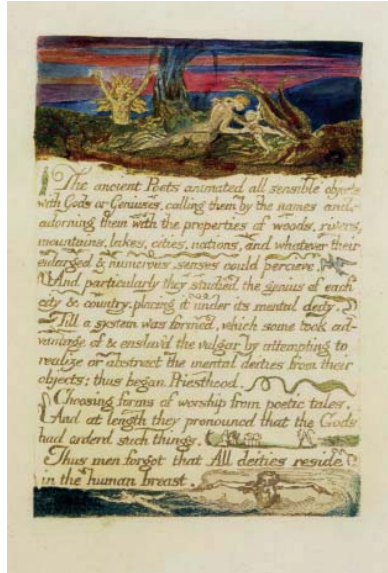 The ancient Poets animated all sensible objects
with Gods or Geniuses, calling them by the names and
adorning them with the properties of woods, rivers,
mountains, lakes, cities, nations, and whatever their
enlarged & numerous senses could percieve.
And particularly they studied the genius of each
city & country, placing it under its mental deity.
Till a system was formed, which some took ad-
vantage of & enslav'd the vulgar by attempting to
realize or abstract the mental deities from their
objects; thus began Priesthood.
Choosing forms of worship from poetic tales.
And at length they pronounced that the Gods
had orderd such things.
Thus men forgot that All deities reside
in the human breast.